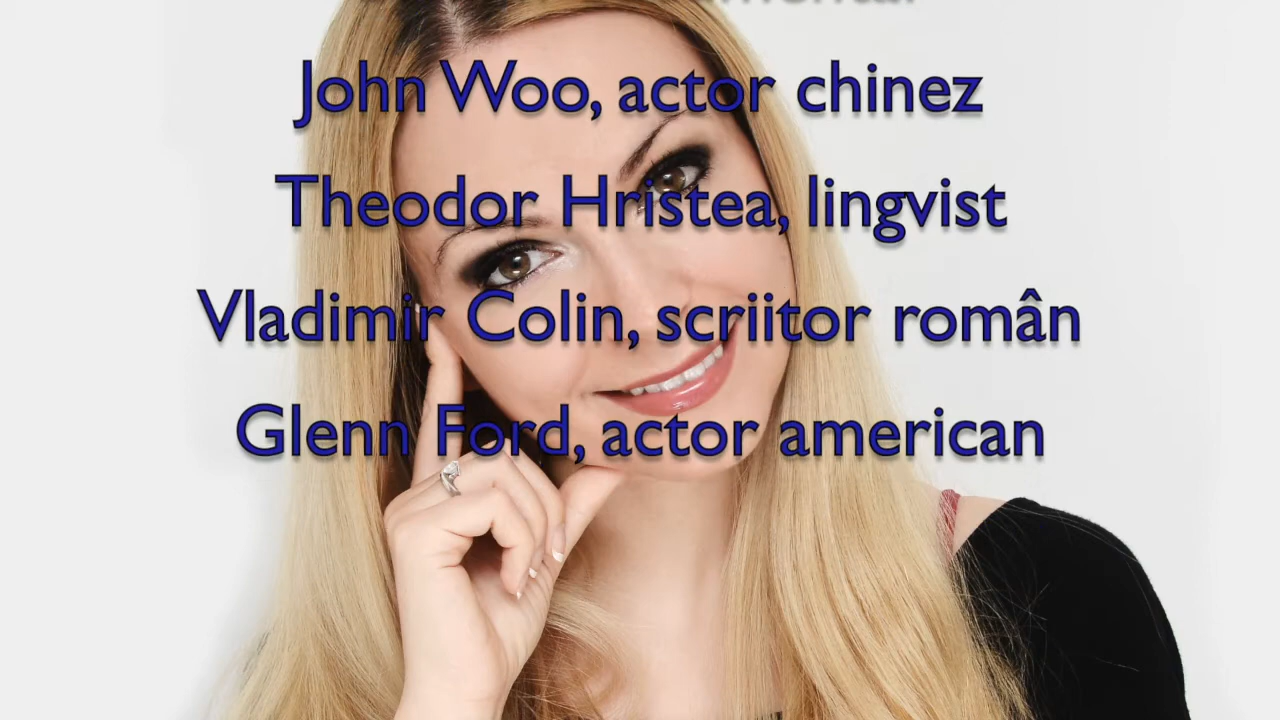 John Woo, actor chinez
Theodor Hristea, lingvist
Vladimir Colin, scriitor român
Glenn Ford, actor american